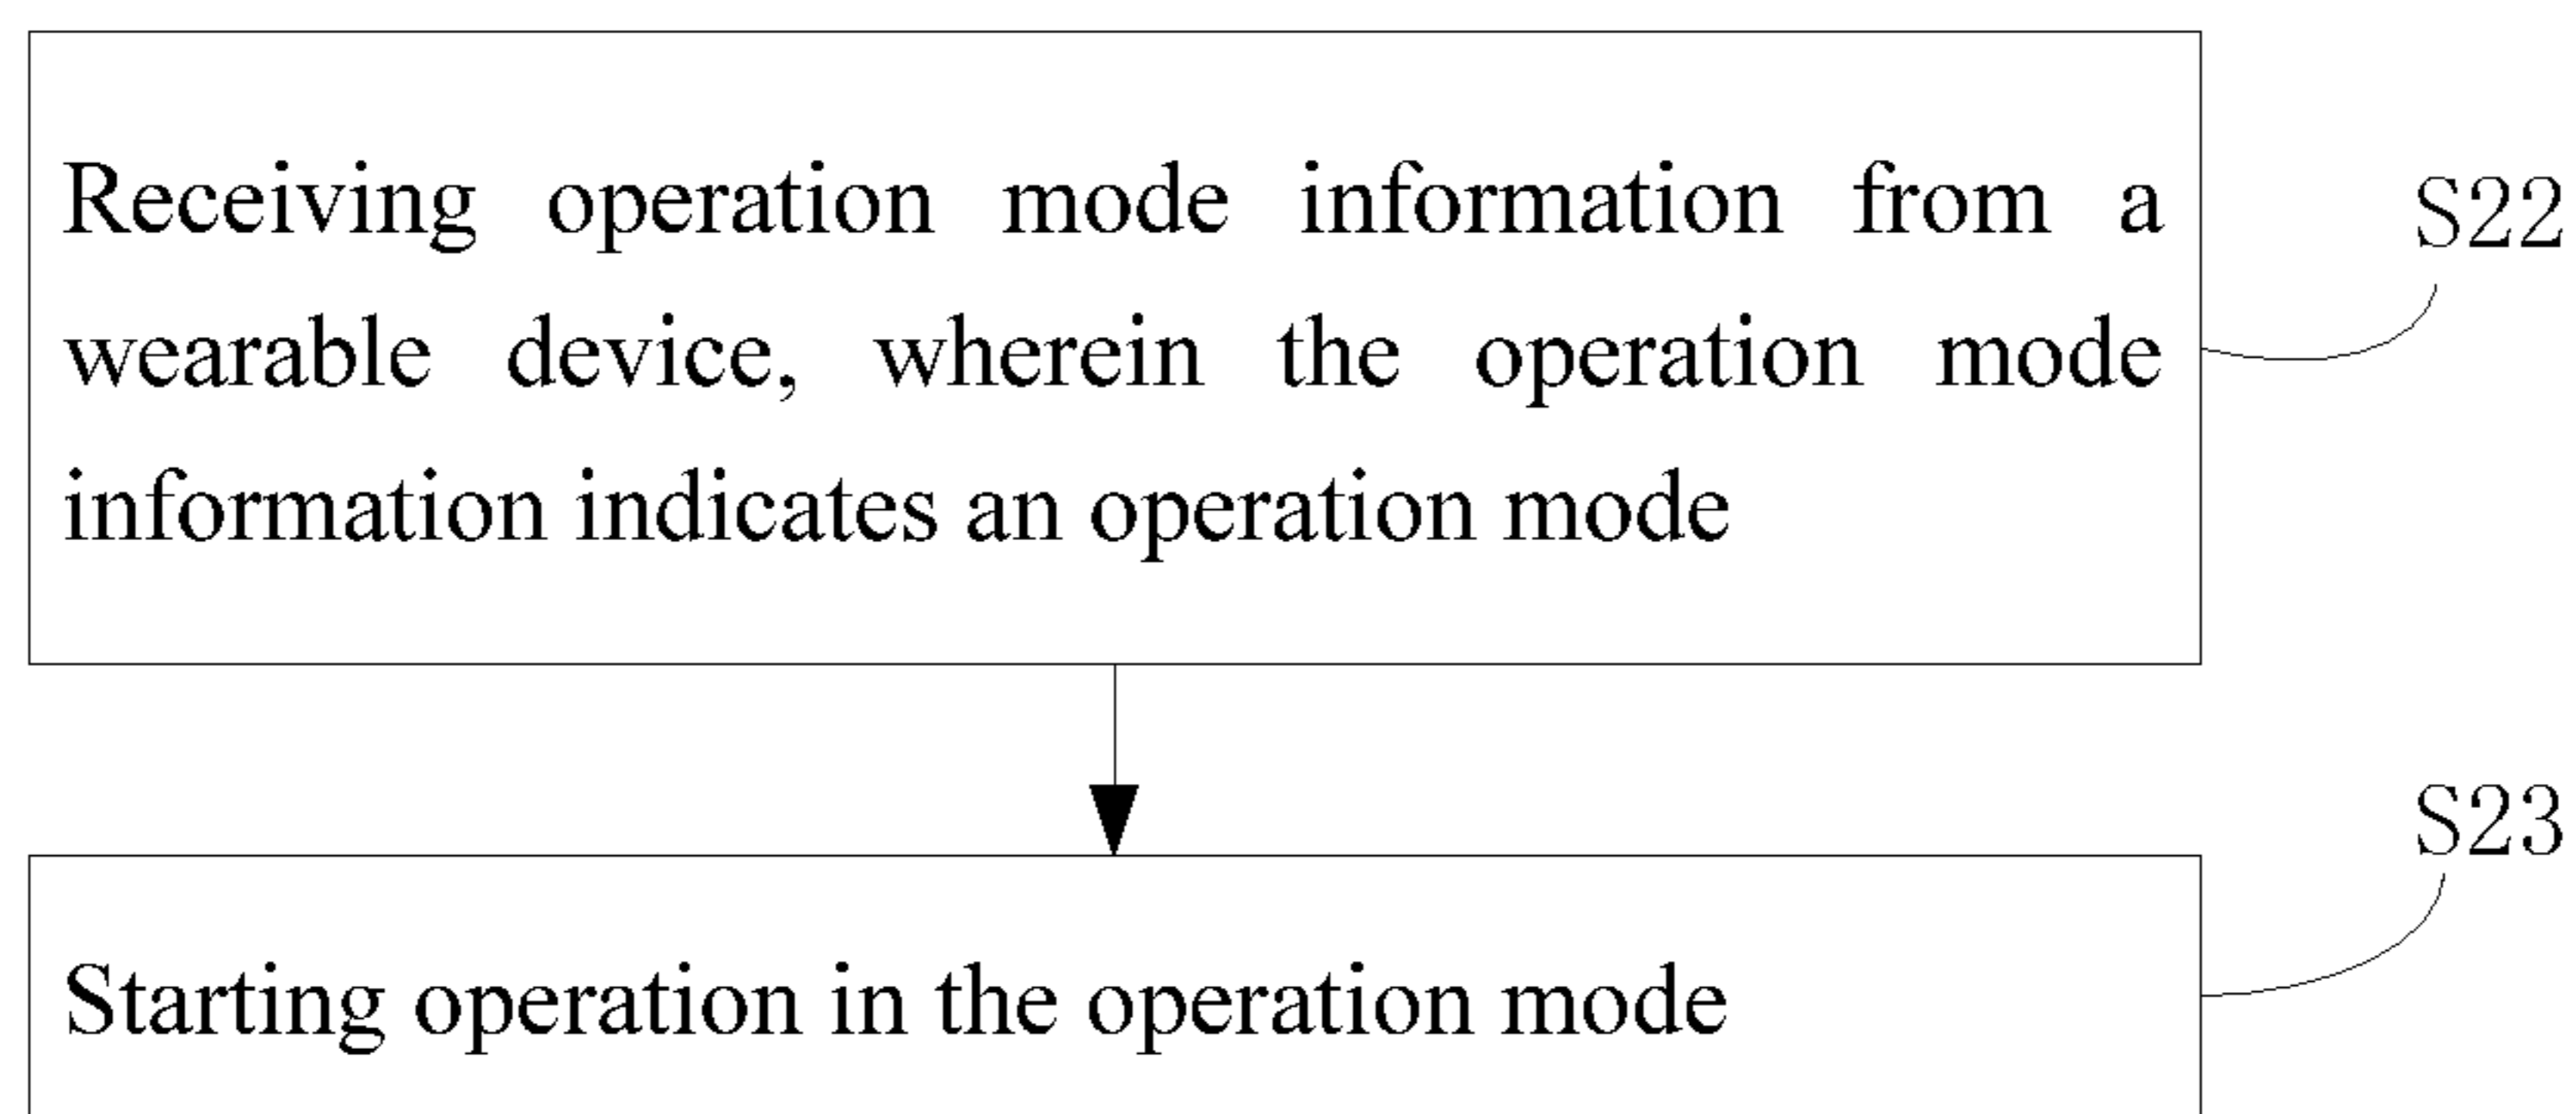 Receiving operation mode information from a
S22
wearable device, wherein the operation mode
information indicates an operation mode
S23
Starting operation in the operation mode